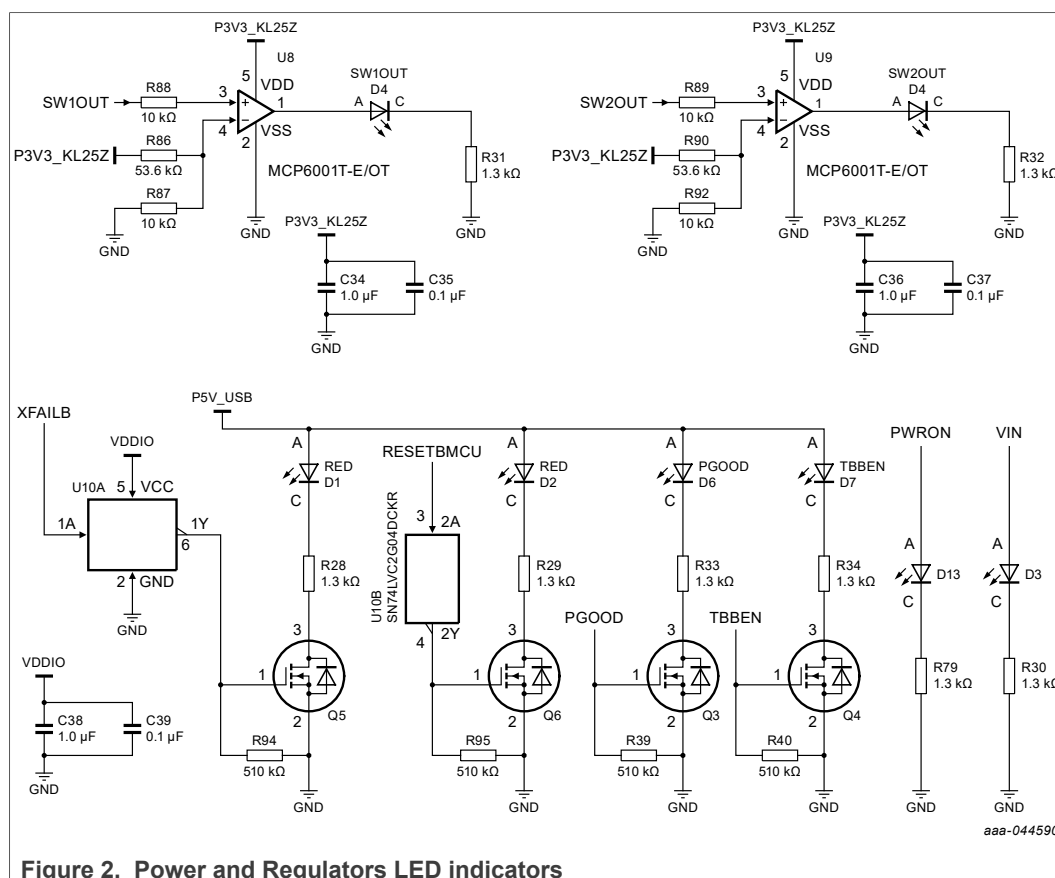 P3V3_KL25Z
U8
5
VDD
SW1OUT
R88
10 kΩ
3
+
−
4
1
VSS
2
SW1OUT
D4
A
C
R86
53.6 kΩ
P3V3_KL25Z
R87
10 kΩ
GND
MCP6001T-E/OT
GND
R31
1.3 kΩ
GND
P3V3_KL25Z
C34
1.0 µF
C35
0.1 µF
GND
P3V3_KL25Z
U9
5
VDD
SW2OUT
R89
10 kΩ
3
+
−
4
1
VSS
2
SW2OUT
D4
A
C
R90
53.6 kΩ
P3V3_KL25Z
R92
10 kΩ
GND
MCP6001T-E/OT
GND
R32
1.3 kΩ
GND
P3V3_KL25Z
C36
1.0 µF
C37
0.1 µF
GND
XFAILB
VDDIO
U10A
5
VCC
1A
1Y
6
2
GND
GND
VDDIO
C38
1.0 µF
C39
0.1 µF
GND
P5V_USB
A
RED
D1
C
R28
1.3 kΩ
3
1
2
Q5
R94
510 kΩ
GND
RESETBMCU
3
2A
U10B
SN74LVC2G04DCKR
4
2Y
A
RED
D2
C
R29
1.3 kΩ
3
1
2
Q6
R95
510 kΩ
GND
A
PGOOD
D6
C
R33
1.3 kΩ
PGOOD
3
1
2
Q3
R39
510 kΩ
GND
A
TBBEN
D7
C
R34
1.3 kΩ
TBBEN
3
1
2
Q4
R40
510 kΩ
GND
PWRON
A
D13
C
R79
1.3 kΩ
GND
VIN
A
D3
C
R30
1.3 kΩ
GND
aaa-044590
Figure 2. Power and Regulators LED indicators